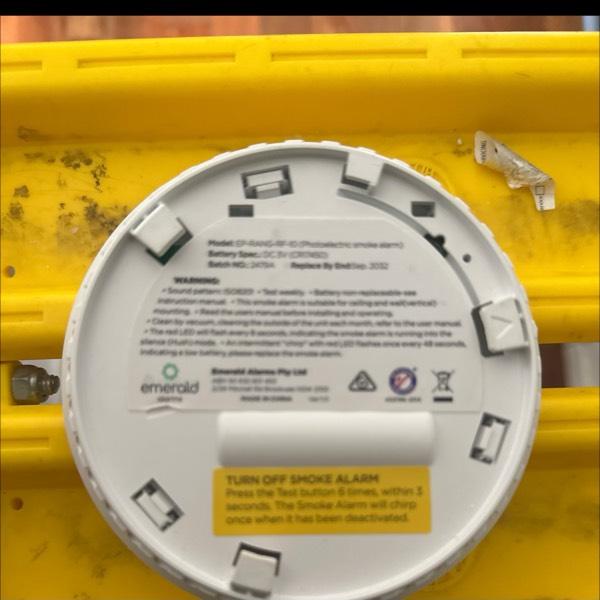 Model: EP-RANG-RF-10 (Photoelectric smoke alarm)
Battery Spec.: DC 3V (CR17450)
Batch NO.: Replace By End: Sep. 2032
WARNING:
• Sound pattern: ISO8201 • Test weekly. • Battery non-replaceable see
instruction manual. • This smoke alarm is suitable for ceiling and wall(vertical)
mounting. • Read the users manual before installing and operating.
• Clean by vacuum, cleaning the outside of the unit each month, refer to the user manual.
• The red LED will flash every 8 seconds, indicating the smoke alarm is running into the
silence (Hush) mode. • An intermittent "chirp" with red LED flashes once every 48 seconds,
indicating a low battery, please replace the smoke alarm.
emerald
Emerald Alarms Pty Ltd
MADE IN CHINA
TURN OFF SMOKE ALARM
Press the Test button 6 times, within 3
seconds. The Smoke Alarm will chirp
once when it has been deactivated.